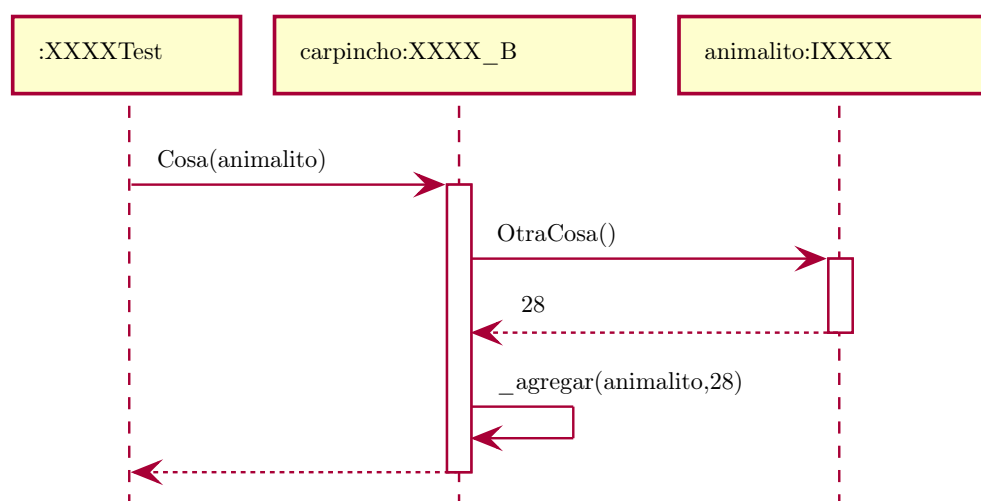 :XXXXTest
carpincho:XXXX_B
animalito:IXXXX
Cosa(animalito)
OtraCosa()
28
_agregar(animalito,28)